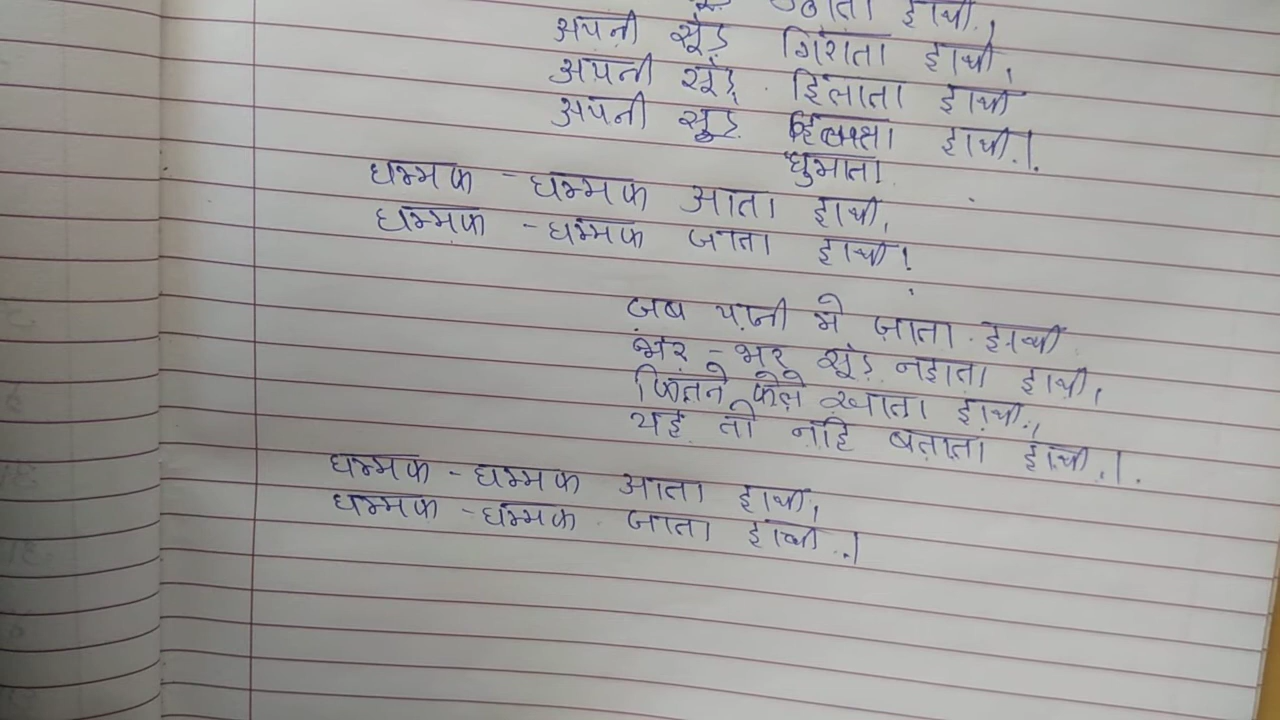 उठाता हाथी,
अपनी सूँड़ गिराता हाथी,
अपनी सूँड़ हिलाता हाथी
अपनी सूँड़ हाथी।
घुमाता
धम्मक - धम्मक आता हाथी,
धम्मक - धम्मक जाता हाथी!
जब पानी मे जाता हाथी
भर - भर सूँड़ नहाता हाथी,
कितने केले खाता हाथी,
यह तो नहि बताता हाथी।
धम्मक - धम्मक आता हाथी,
धम्मक - धम्मक जाता हाथी।